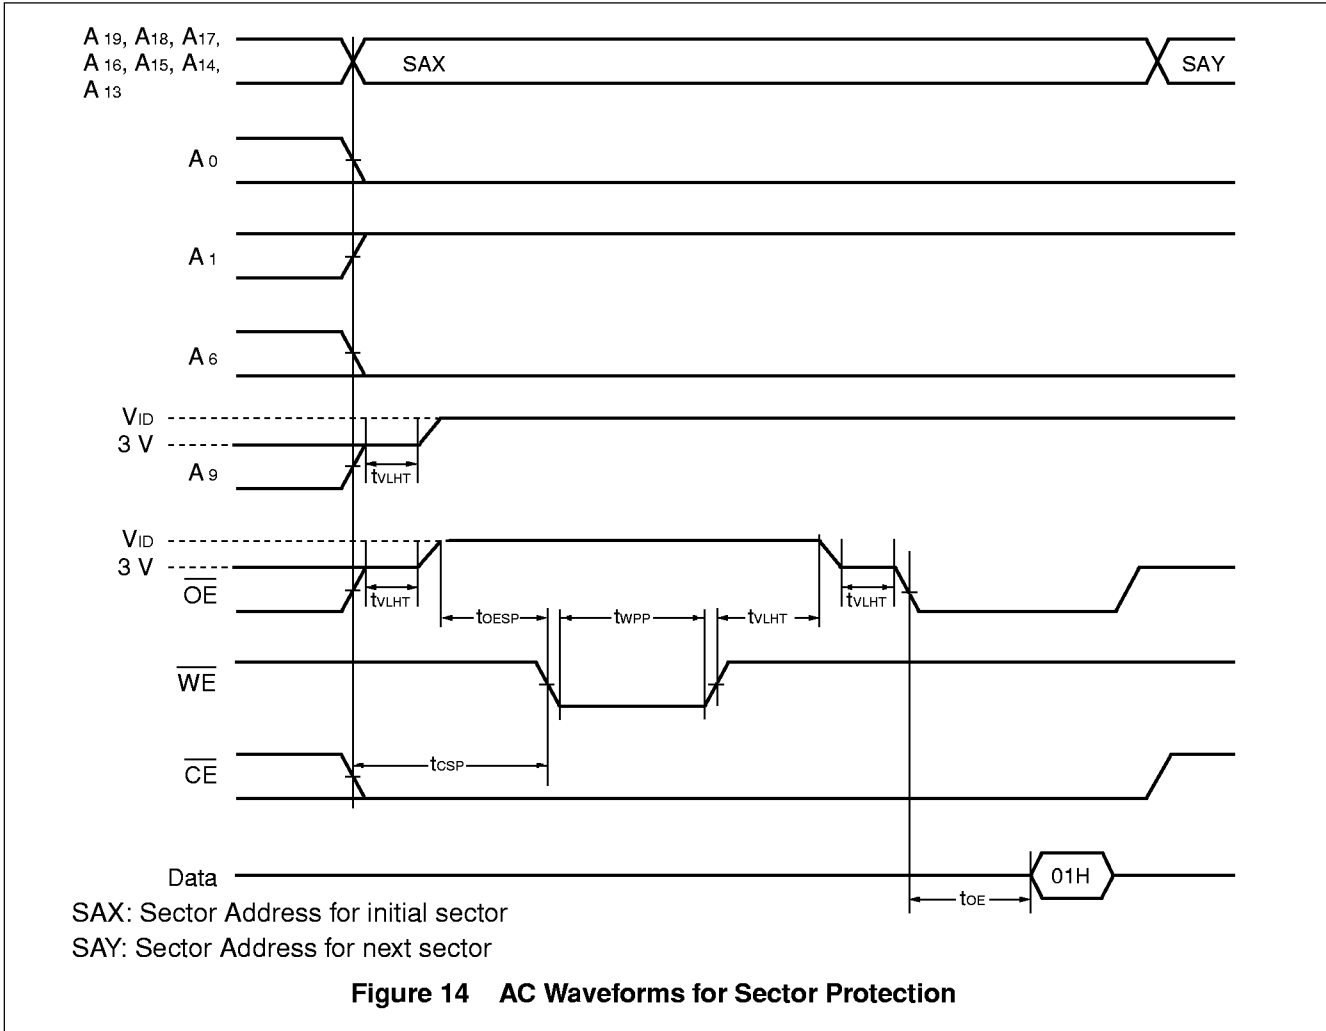 A19, A18, A17,
A16, A15, A14,
A13
SAX
SAY
A0
A1
A6
VID
3 V
A9
tVLHT
VID
3 V
OE
tVLHT
tVLHT
tOESP
tWPP
tVLHT
WE
CE
tCSP
Data
01H
tOE
SAX: Sector Address for initial sector
SAY: Sector Address for next sector
Figure 14 AC Waveforms for Sector Protection